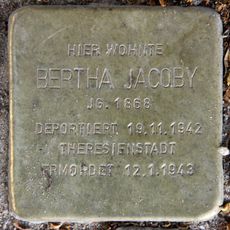 HIER WOHNTE
BERTHA JACOBY
JG. 1868
DEPORTIERT 19.11.1942
THERESIENSTADT
ERMORDET 12.1.1943